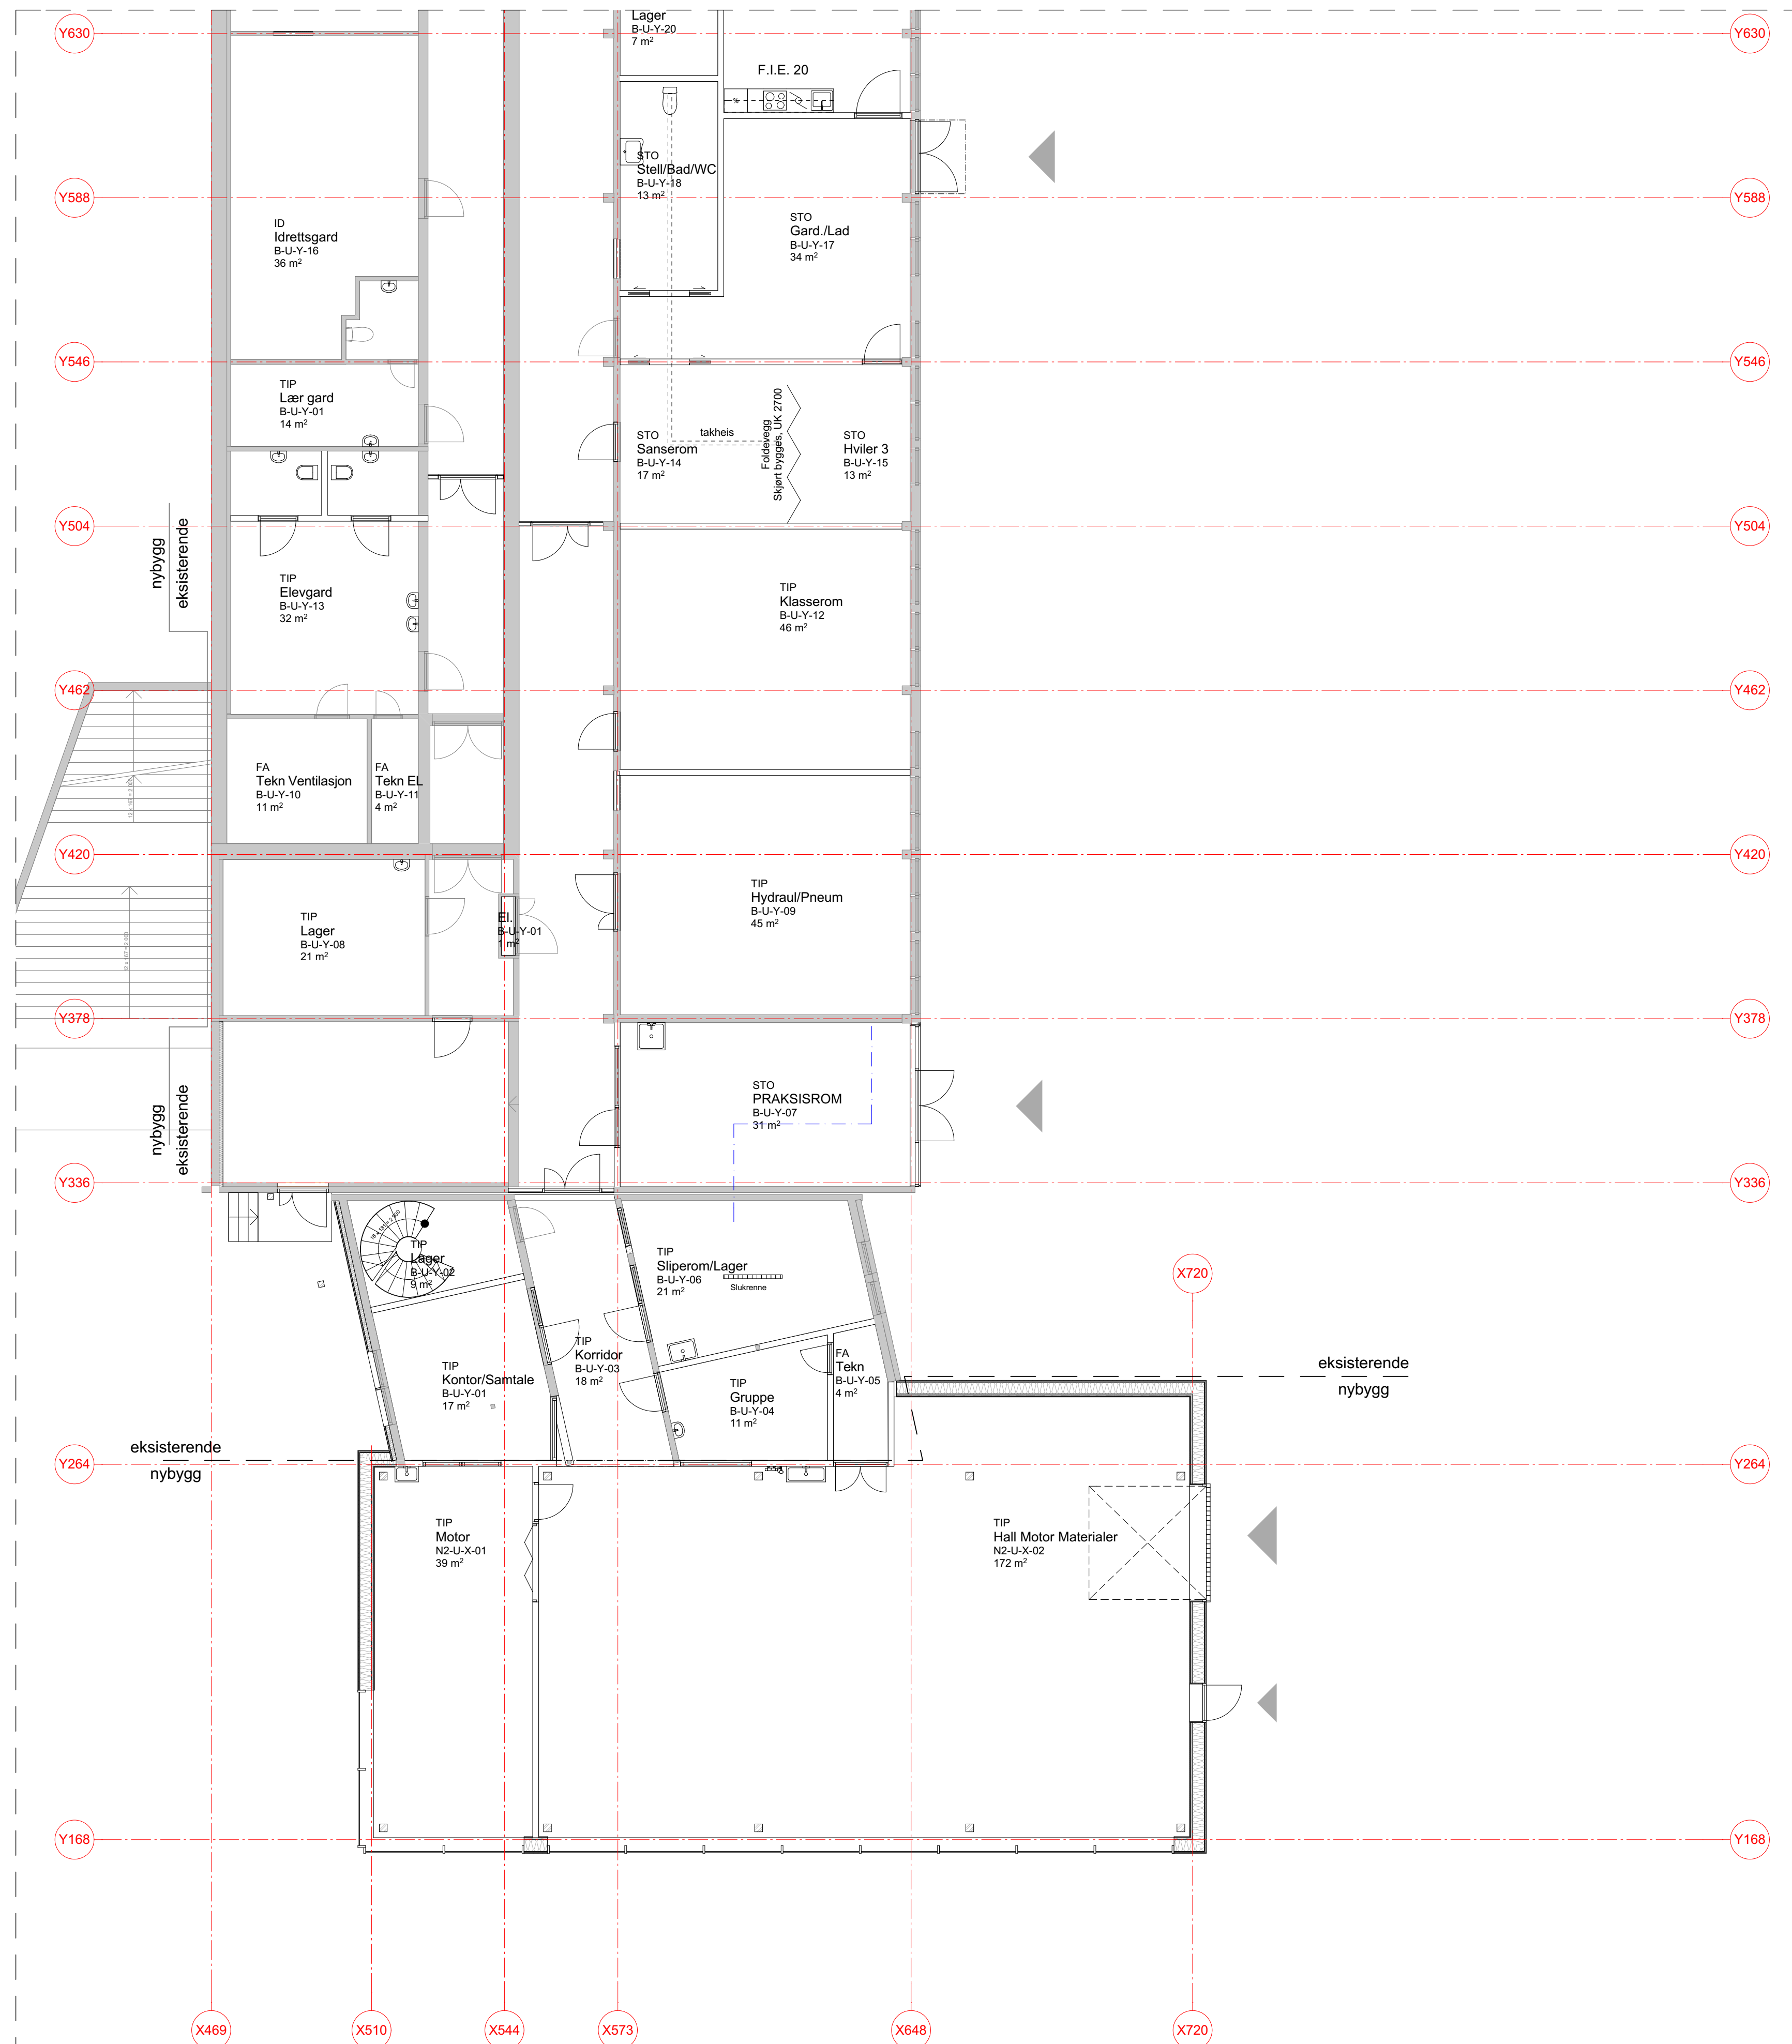 Lager
B-U-Y-20
7 m²
Y630
Y630
F.I.E. 20
STO
Stell/Bad/WC
B-U-Y-18
13 m²
Y588
Y588
ID
Idrettsgard
B-U-Y-16
36 m²
STO
Gard./Lad
B-U-Y-17
34 m²
Y546
Y546
TIP
Lær gard
B-U-Y-01
14 m²
takheis
STO
Sanserom
B-U-Y-14
17 m²
Foldevegg
Skjørt bygges, UK 2700
STO
Hviler 3
B-U-Y-15
13 m²
Y504
Y504
nybygg
eksisterende
TIP
Elevgard
B-U-Y-13
32 m²
TIP
Klasserom
B-U-Y-12
46 m²
Y462
Y462
FA
Tekn Ventilasjon
B-U-Y-10
11 m²
FA
Tekn EL
B-U-Y-11
4 m²
Y420
Y420
TIP
Lager
B-U-Y-08
21 m²
El.
B-U-Y-01
1 m²
TIP
Hydraul/Pneum
B-U-Y-09
45 m²
12 x 167 = 2 003
Y378
Y378
nybygg
eksisterende
STO
PRAKSISROM
B-U-Y-07
31 m²
Y336
Y336
TIP
Lager
B-U-Y-02
9 m²
TIP
Sliperom/Lager
B-U-Y-06
21 m²
Slukrenne
X720
TIP
Korridor
B-U-Y-03
18 m²
TIP
Kontor/Samtale
B-U-Y-01
17 m²
FA
Tekn
B-U-Y-05
4 m²
TIP
Gruppe
B-U-Y-04
11 m²
eksisterende
nybygg
eksisterende
nybygg
Y264
Y264
TIP
Motor
N2-U-X-01
39 m²
TIP
Hall Motor Materialer
N2-U-X-02
172 m²
Y168
Y168
X469
X510
X544
X573
X648
X720